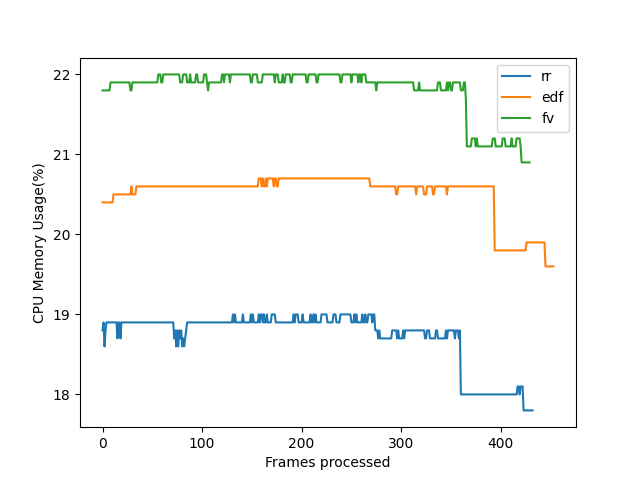 22
21
20
19
18
CPU Memory Usage(%)
0
100
200
300
400
Frames processed
rr
edf
fv